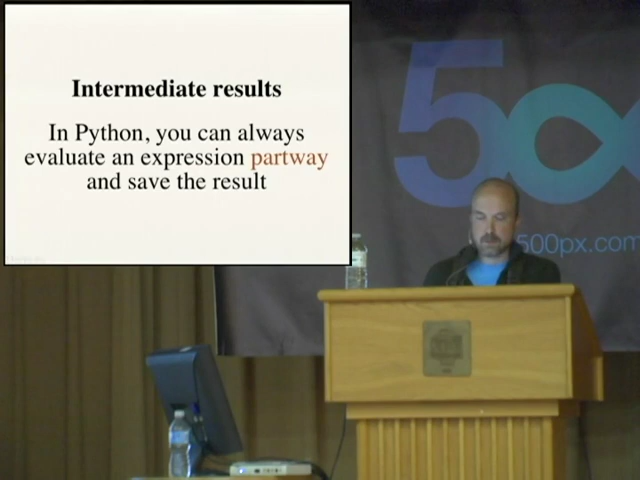 Intermediate results
In Python, you can always
evaluate an expression partway
and save the result
500px.com